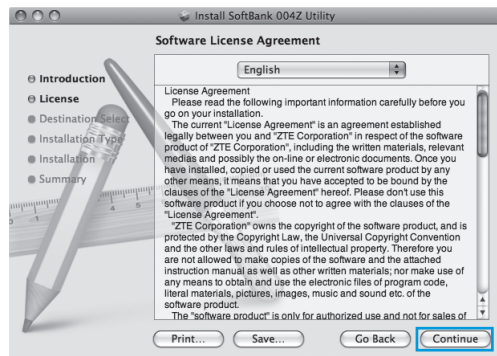 Install SoftBank 004Z Utility
Software License Agreement
Introduction
License
Destination Select
Installation Type
Installation
Summary
English
License Agreement
Please read the following important information carefully before you
go on your installation.
The current "License Agreement" is an agreement established
legally between you and "ZTE Corporation" in respect of the software
product of "ZTE Corporation", including the written materials, relevant
medias and possibly the on-line or electronic documents. Once you
have installed, copied or used the current software product by any
other means, it means that you have accepted to be bound by the
clauses of the "License Agreement" hereof. Please don't use this
software product if you choose not to agree with the clauses of the
"License Agreement".
"ZTE Corporation" owns the copyright of the software product, and is
protected by the Copyright Law, the Universal Copyright Convention
and the other laws and rules of intellectual property. Therefore you
are not allowed to make copies of the software and the attached
instruction manual as well as other written materials; nor make use of
any means to obtain and use the electronic files of program code,
literal materials, pictures, images, music and sound etc. of the
software product.
The "software product" is only for authorized use and not for sales of
Print...
Save...
Go Back
Continue